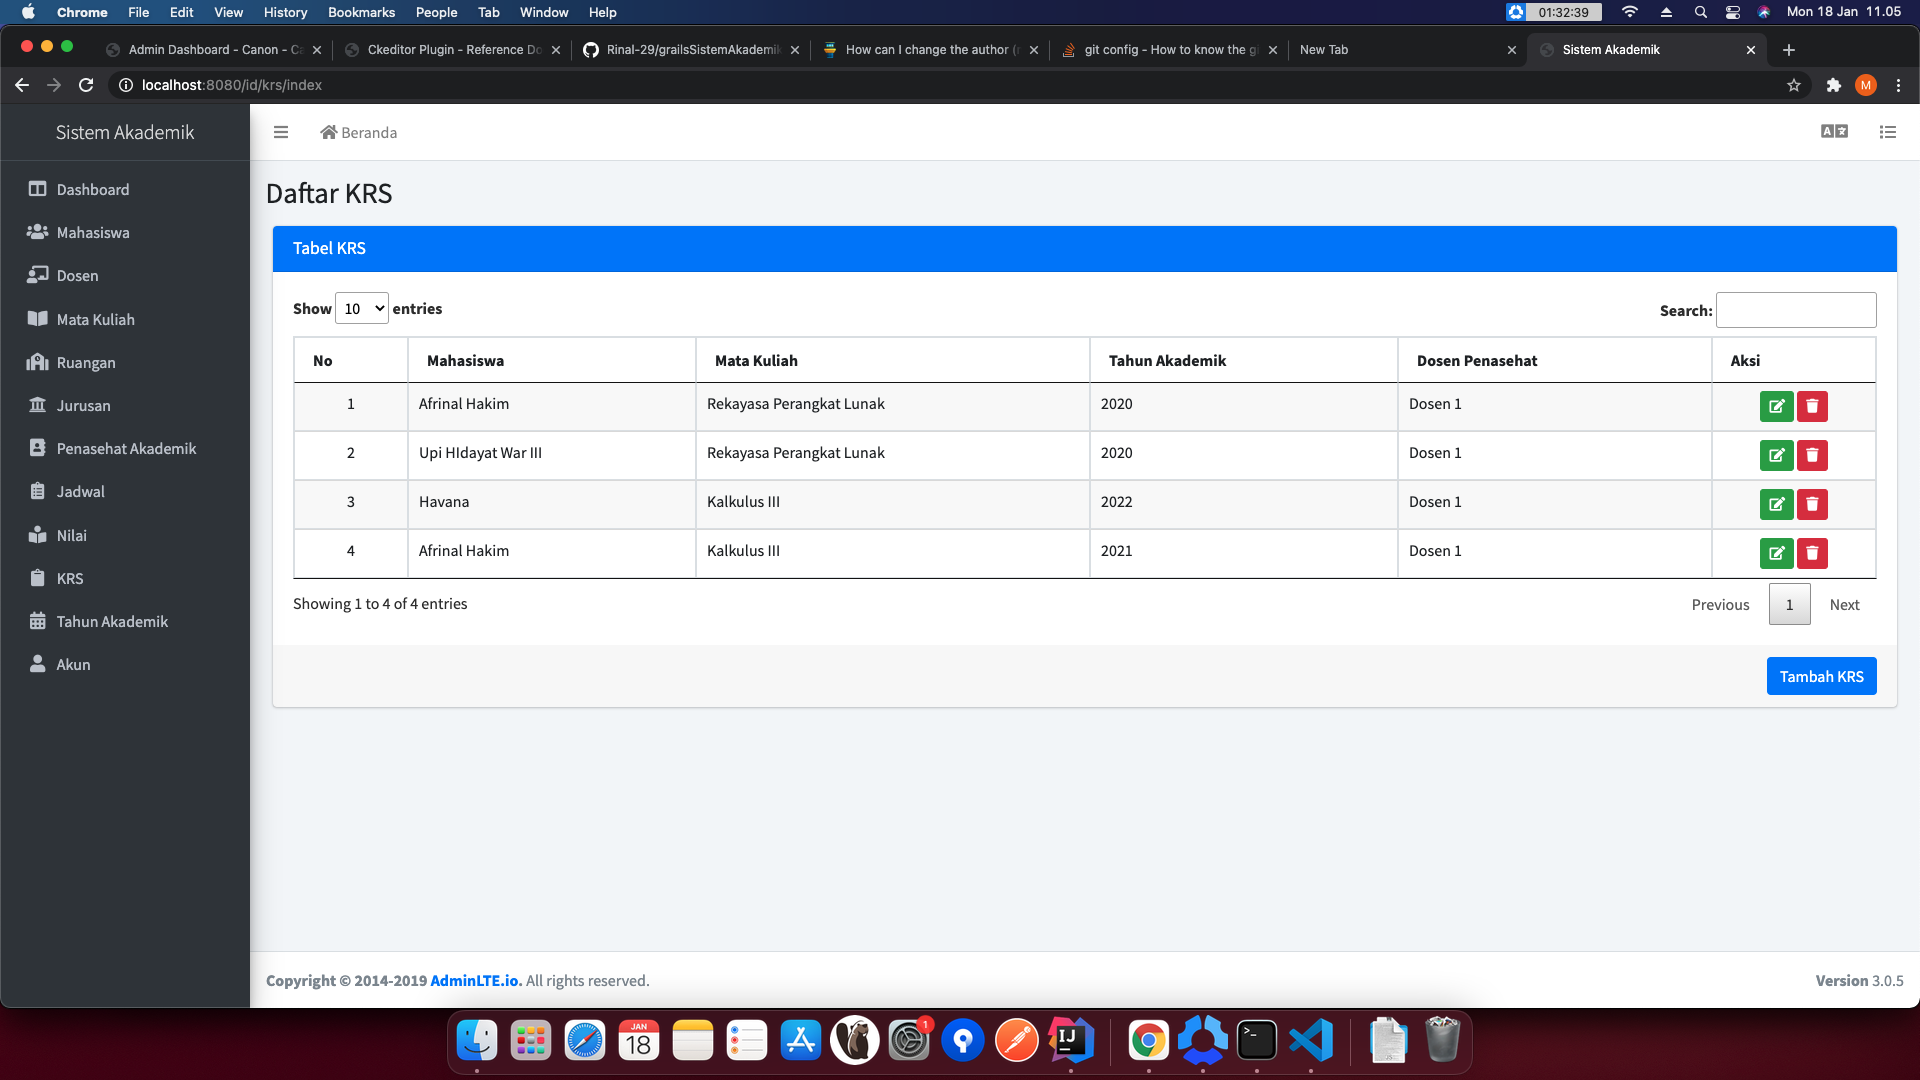 Chrome File Edit View History Bookmarks People Tab Window Help 01:32:39 Mon 18 Jan 11.05
Admin Dashboard - Canon - Ca Ckeditor Plugin - Reference Do Rinal-29/grailsSistemAkademik How can I change the author ( git config - How to know the gi New Tab Sistem Akademik
localhost:8080/id/krs/index M
Sistem Akademik Beranda
Dashboard
Mahasiswa
Dosen
Mata Kuliah
Ruangan
Jurusan
Penasehat Akademik
Jadwal
Nilai
KRS
Tahun Akademik
Akun
Daftar KRS
Tabel KRS
Show 10 entries Search:
No Mahasiswa Mata Kuliah Tahun Akademik Dosen Penasehat Aksi
1 Afrinal Hakim Rekayasa Perangkat Lunak 2020 Dosen 1
2 Upi HIdayat War III Rekayasa Perangkat Lunak 2020 Dosen 1
3 Havana Kalkulus III 2022 Dosen 1
4 Afrinal Hakim Kalkulus III 2021 Dosen 1
Showing 1 to 4 of 4 entries Previous 1 Next
Tambah KRS
Copyright © 2014-2019 AdminLTE.io. All rights reserved. Version 3.0.5
JAN
18
1
IJ